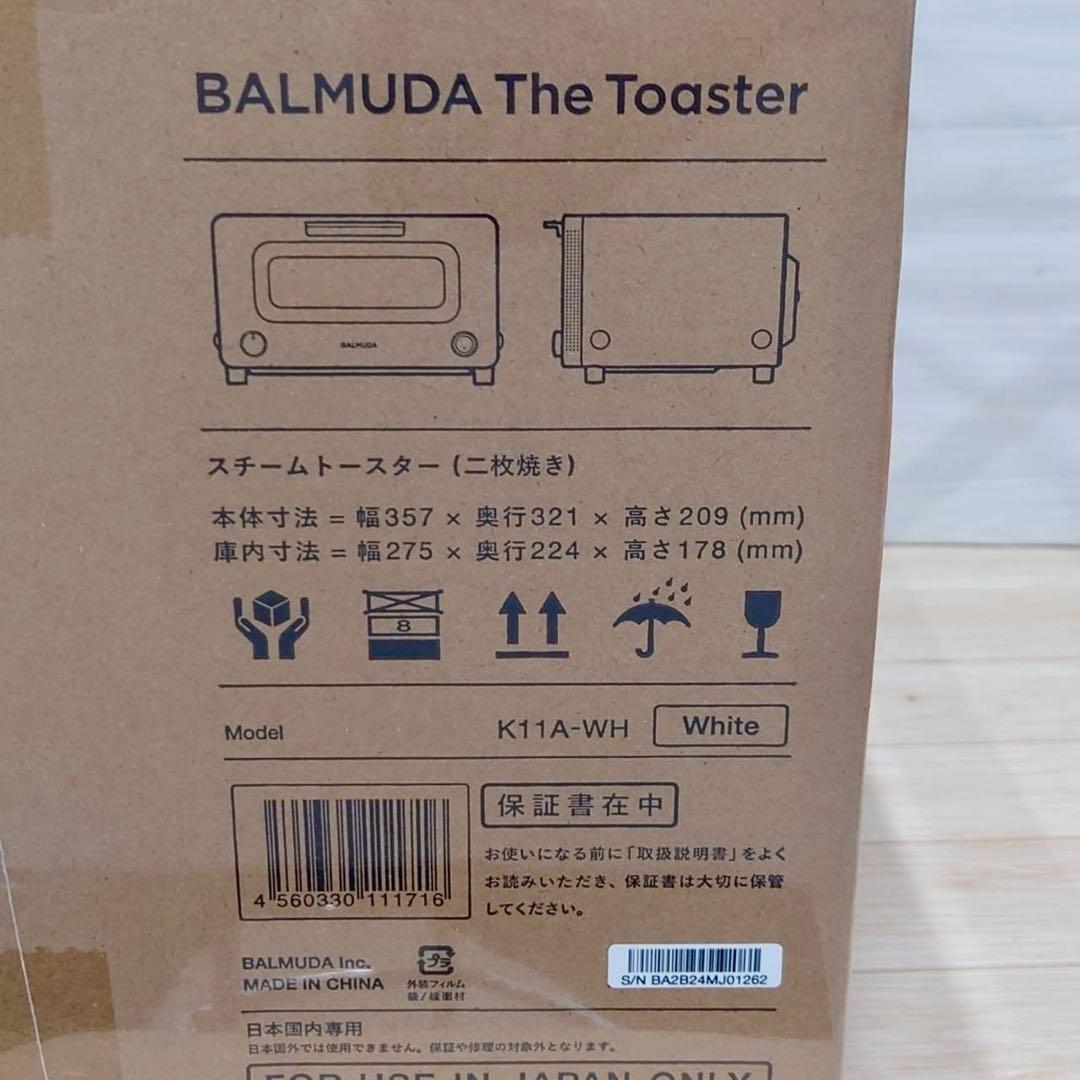 BALMUDA The Toaster
BALMUDA
スチームトースター (二枚焼き)
本体寸法 = 幅357 × 奥行321 × 高さ209 (mm)
庫内寸法 = 幅275 × 奥行224 × 高さ178 (mm)
8
Model K11A-WH White
保証書在中
お使いになる前に「取扱説明書」をよく
お読みいただき、保証書は大切に保管
してください。
4 560330 111716
BALMUDA Inc.
MADE IN CHINA
プラ
外装フィルム
袋/緩衝材
S/N BA2B24MJ01262
日本国内専用
日本国外では使用できません。保証や修理の対象外となります。
FOR USE IN JAPAN ONLY